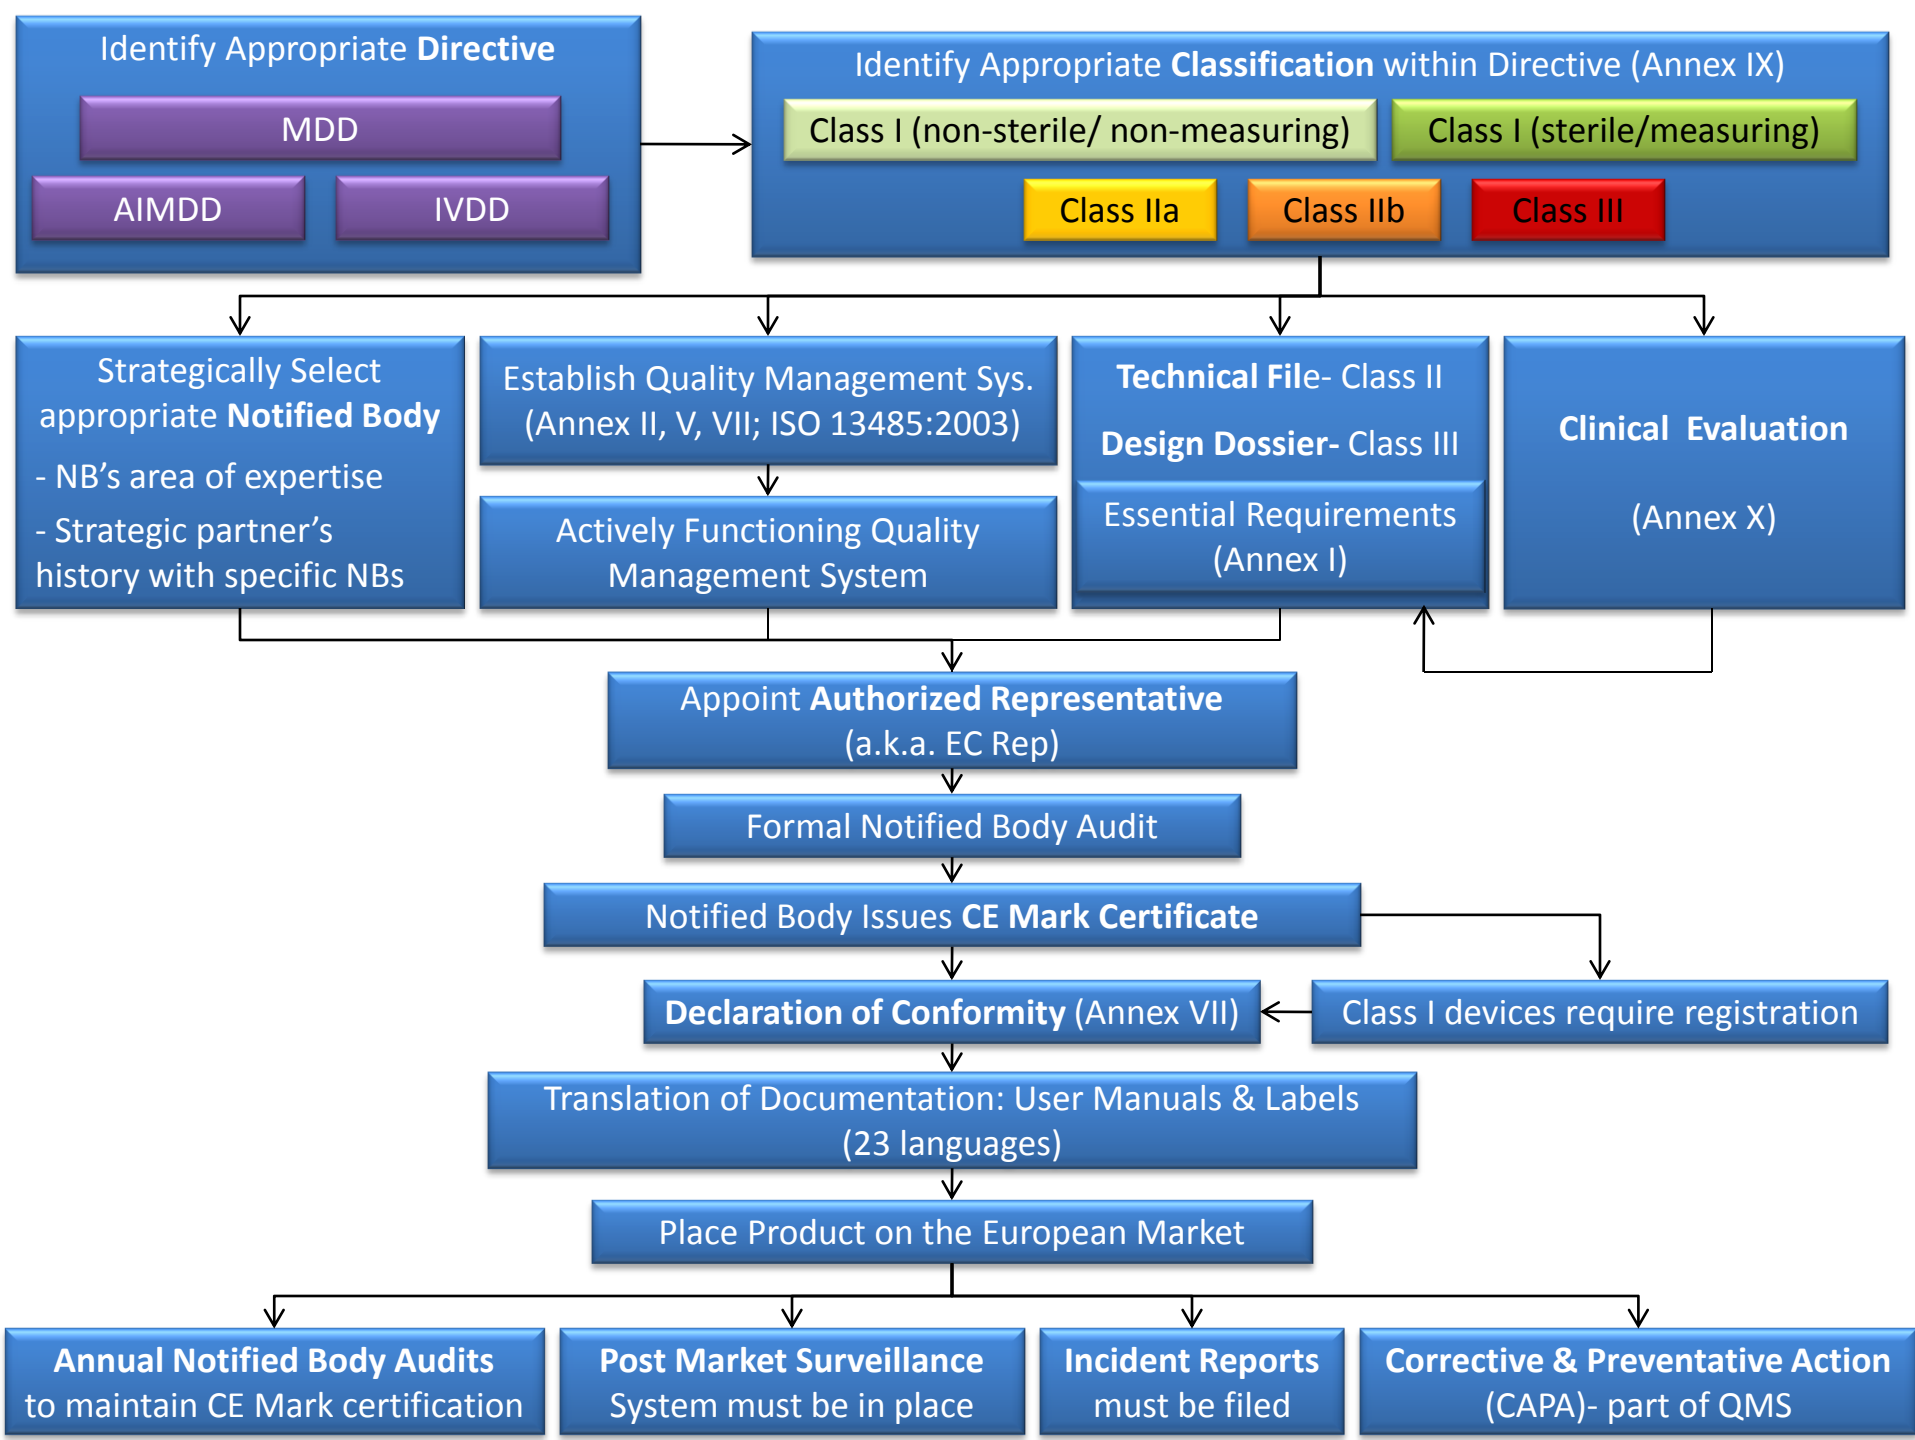 Identify Appropriate Directive
MDD
AIMDD
IVDD
Identify Appropriate Classification within Directive (Annex IX)
Class I (non-sterile/ non-measuring)
Class I (sterile/measuring)
Class IIa
Class IIb
Class III
Strategically Select
appropriate Notified Body
- NB's area of expertise
- Strategic partner's
history with specific NBs
Establish Quality Management Sys.
(Annex II, V, VII; ISO 13485:2003)
Actively Functioning Quality
Management System
Technical File- Class II
Design Dossier- Class III
Essential Requirements
(Annex I)
Clinical Evaluation
(Annex X)
Appoint Authorized Representative
(a.k.a. EC Rep)
Formal Notified Body Audit
Notified Body Issues CE Mark Certificate
Declaration of Conformity (Annex VII)
Class I devices require registration
Translation of Documentation: User Manuals & Labels
(23 languages)
Place Product on the European Market
Annual Notified Body Audits
to maintain CE Mark certification
Post Market Surveillance
System must be in place
Incident Reports
must be filed
Corrective & Preventative Action
(CAPA)- part of QMS